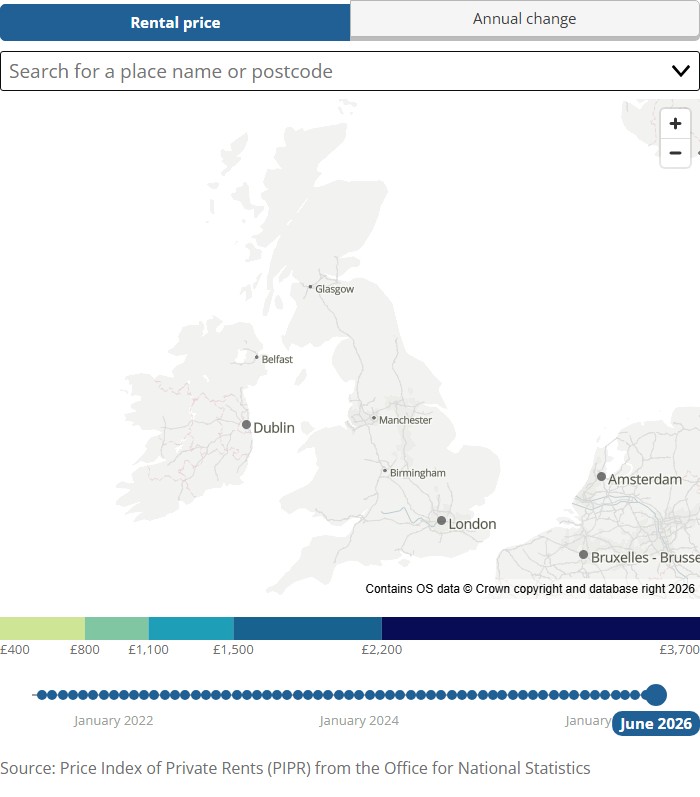 Rental price
Annual change
Search for a place name or postcode
+
Glasgow
−
Belfast
Dublin
Manchester
Birmingham
Amsterdam
London
Bruxelles - Brusse
Contains OS data © Crown copyright and database right 2026
£400 £800 £1,100 £1,500 £2,200 £3,700
January 2022 January 2024 January June 2026
Source: Price Index of Private Rents (PIPR) from the Office for National Statistics